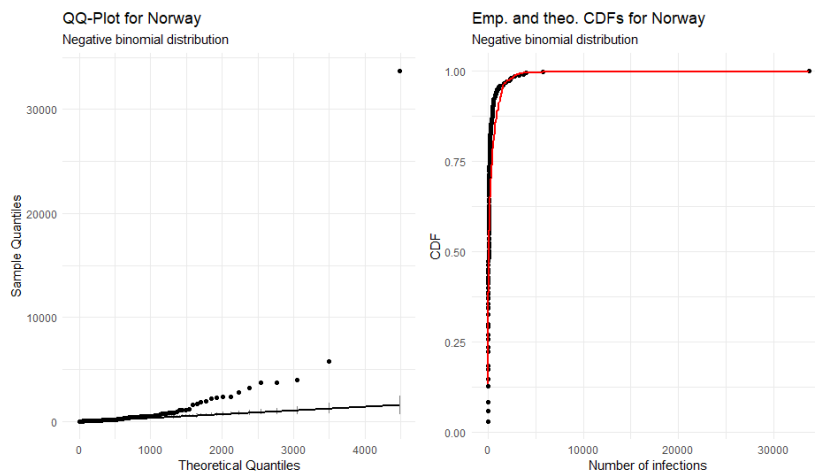 QQ-Plot for Norway
Negative binomial distribution
30000
20000
10000
0
Sample Quantiles
0 1000 2000 3000 4000
Theoretical Quantiles
Emp. and theo. CDFs for Norway
Negative binomial distribution
1.00
0.75
0.50
0.25
0.00
CDF
0 10000 20000 30000
Number of infections